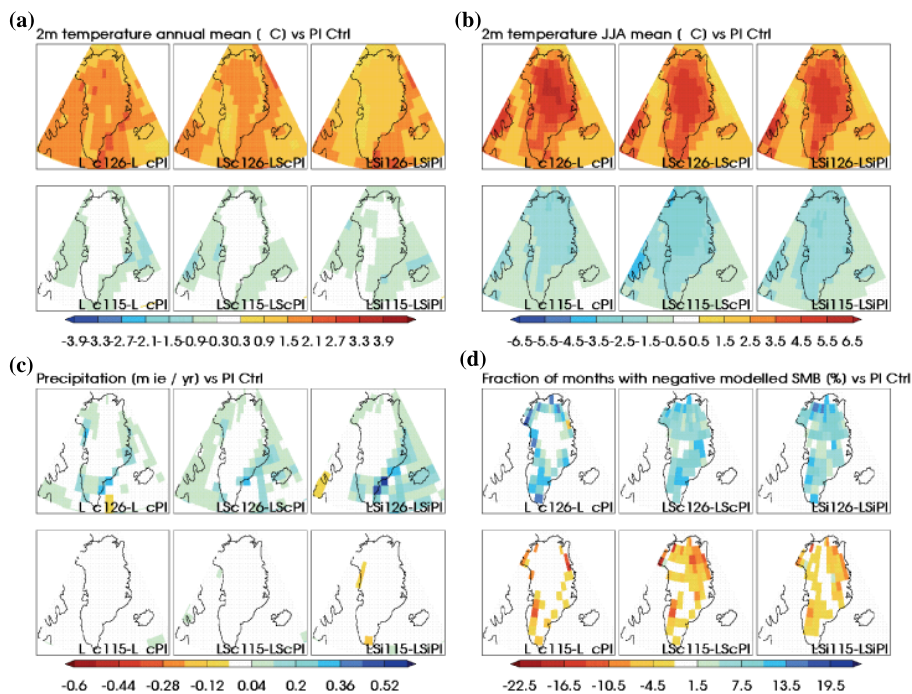 (a)
2m temperature annual mean ( C) vs PI Ctrl
L c126-L cPI
LSc126-LScPI
LSi126-LSiPI
L c115-L cPI
LSc115-LScPI
LSi115-LSiPI
-3.9-3.3-2.7-2.1-1.5-0.9-0.30.3 0.9 1.5 2.1 2.7 3.3 3.9
(b)
2m temperature JJA mean ( C) vs PI Ctrl
L c126-L cPI
LSc126-LScPI
LSi126-LSiPI
L c115-L cPI
LSc115-LScPI
LSi115-LSiPI
-6.5-5.5-4.5-3.5-2.5-1.5-0.50.5 1.5 2.5 3.5 4.5 5.5 6.5
(c)
Precipitation (m ie / yr) vs PI Ctrl
L c126-L cPI
LSc126-LScPI
LSi126-LSiPI
L c115-L cPI
LSc115-LScPI
LSi115-LSiPI
-0.6 -0.44 -0.28 -0.12 0.04 0.2 0.36 0.52
(d)
Fraction of months with negative modelled SMB (%) vs PI Ctrl
L c126-L cPI
LSc126-LScPI
LSi126-LSiPI
L c115-L cPI
LSc115-LScPI
LSi115-LSiPI
-22.5 -16.5 -10.5 -4.5 1.5 7.5 13.5 19.5